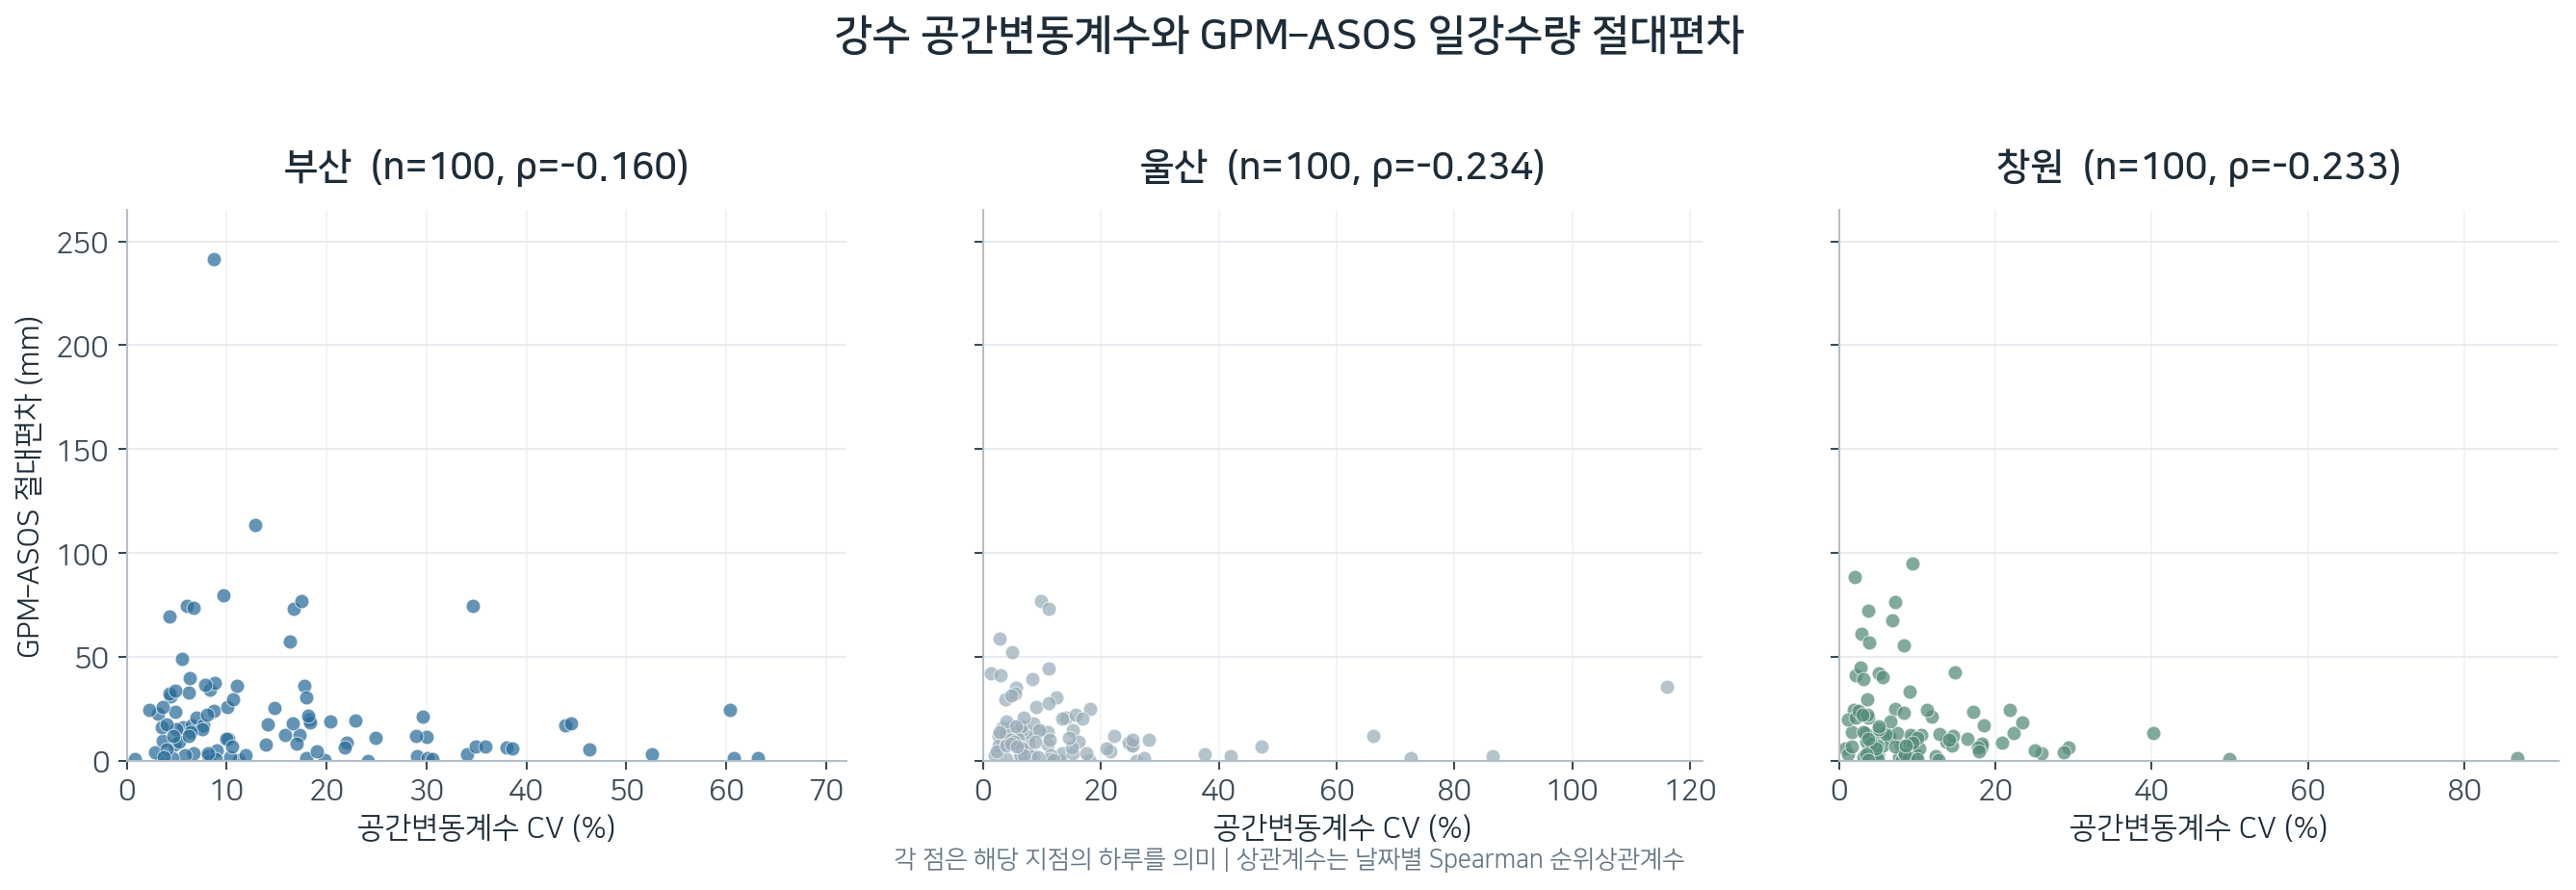 강수 공간변동계수와 GPM–ASOS 일강수량 절대편차
부산 (n=100, ρ=-0.160)
울산 (n=100, ρ=-0.234)
창원 (n=100, ρ=-0.233)
GPM–ASOS 절대편차 (mm)
250
200
150
100
50
0
0 10 20 30 40 50 60 70
0 20 40 60 80 100 120
0 20 40 60 80
공간변동계수 CV (%)
공간변동계수 CV (%)
공간변동계수 CV (%)
각 점은 해당 지점의 하루를 의미 | 상관계수는 날짜별 Spearman 순위상관계수